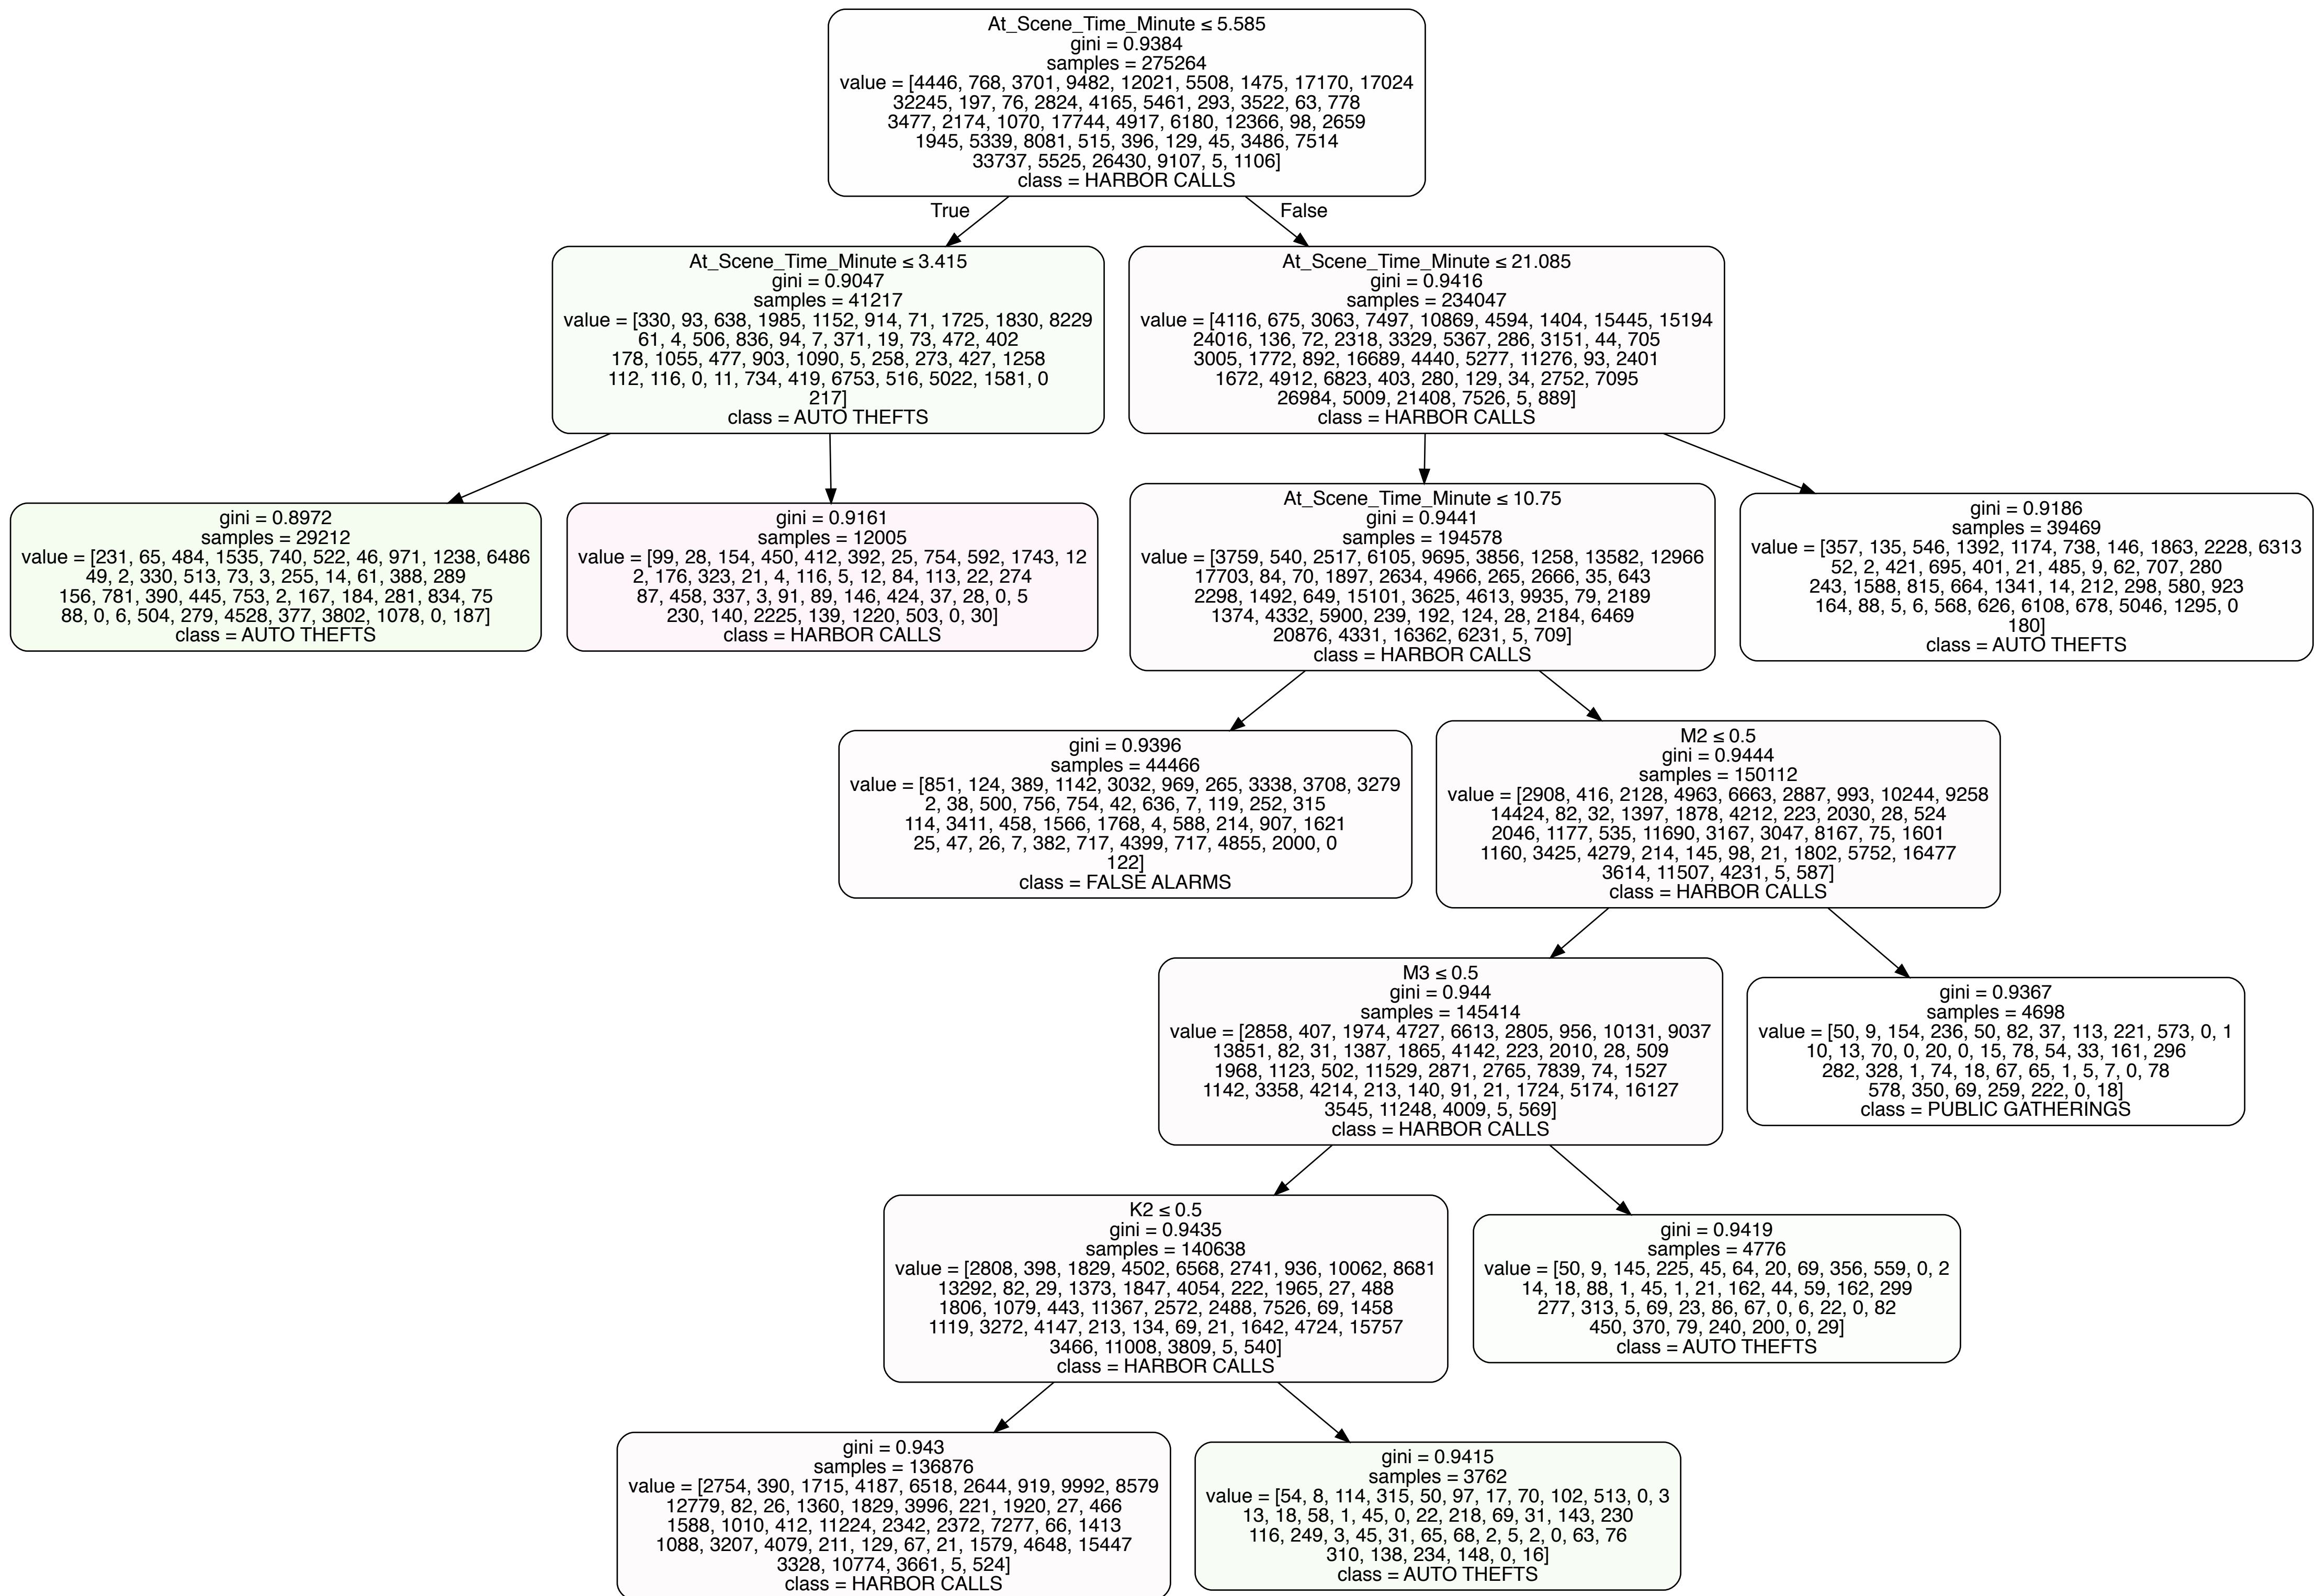 At_Scene_Time_Minute ≤ 5.585
gini = 0.9384
samples = 275264
value = [4446, 768, 3701, 9482, 12021, 5508, 1475, 17170, 17024
32245, 197, 76, 2824, 4165, 5461, 293, 3522, 63, 778
3477, 2174, 1070, 17744, 4917, 6180, 12366, 98, 2659
1945, 5339, 8081, 515, 396, 129, 45, 3486, 7514
33737, 5525, 26430, 9107, 5, 1106]
class = HARBOR CALLS
True
False
At_Scene_Time_Minute ≤ 3.415
gini = 0.9047
samples = 41217
value = [330, 93, 638, 1985, 1152, 914, 71, 1725, 1830, 8229
61, 4, 506, 836, 94, 7, 371, 19, 73, 472, 402
178, 1055, 477, 903, 1090, 5, 258, 273, 427, 1258
112, 116, 0, 11, 734, 419, 6753, 516, 5022, 1581, 0
217]
class = AUTO THEFTS
At_Scene_Time_Minute ≤ 21.085
gini = 0.9416
samples = 234047
value = [4116, 675, 3063, 7497, 10869, 4594, 1404, 15445, 15194
24016, 136, 72, 2318, 3329, 5367, 286, 3151, 44, 705
3005, 1772, 892, 16689, 4440, 5277, 11276, 93, 2401
1672, 4912, 6823, 403, 280, 129, 34, 2752, 7095
26984, 5009, 21408, 7526, 5, 889]
class = HARBOR CALLS
gini = 0.8972
samples = 29212
value = [231, 65, 484, 1535, 740, 522, 46, 971, 1238, 6486
49, 2, 330, 513, 73, 3, 255, 14, 61, 388, 289
156, 781, 390, 445, 753, 2, 167, 184, 281, 834, 75
88, 0, 6, 504, 279, 4528, 377, 3802, 1078, 0, 187]
class = AUTO THEFTS
gini = 0.9161
samples = 12005
value = [99, 28, 154, 450, 412, 392, 25, 754, 592, 1743, 12
2, 176, 323, 21, 4, 116, 5, 12, 84, 113, 22, 274
87, 458, 337, 3, 91, 89, 146, 424, 37, 28, 0, 5
230, 140, 2225, 139, 1220, 503, 0, 30]
class = HARBOR CALLS
At_Scene_Time_Minute ≤ 10.75
gini = 0.9441
samples = 194578
value = [3759, 540, 2517, 6105, 9695, 3856, 1258, 13582, 12966
17703, 84, 70, 1897, 2634, 4966, 265, 2666, 35, 643
2298, 1492, 649, 15101, 3625, 4613, 9935, 79, 2189
1374, 4332, 5900, 239, 192, 124, 28, 2184, 6469
20876, 4331, 16362, 6231, 5, 709]
class = HARBOR CALLS
gini = 0.9186
samples = 39469
value = [357, 135, 546, 1392, 1174, 738, 146, 1863, 2228, 6313
52, 2, 421, 695, 401, 21, 485, 9, 62, 707, 280
243, 1588, 815, 664, 1341, 14, 212, 298, 580, 923
164, 88, 5, 6, 568, 626, 6108, 678, 5046, 1295, 0
180]
class = AUTO THEFTS
gini = 0.9396
samples = 44466
value = [851, 124, 389, 1142, 3032, 969, 265, 3338, 3708, 3279
2, 38, 500, 756, 754, 42, 636, 7, 119, 252, 315
114, 3411, 458, 1566, 1768, 4, 588, 214, 907, 1621
25, 47, 26, 7, 382, 717, 4399, 717, 4855, 2000, 0
122]
class = FALSE ALARMS
M2 ≤ 0.5
gini = 0.9444
samples = 150112
value = [2908, 416, 2128, 4963, 6663, 2887, 993, 10244, 9258
14424, 82, 32, 1397, 1878, 4212, 223, 2030, 28, 524
2046, 1177, 535, 11690, 3167, 3047, 8167, 75, 1601
1160, 3425, 4279, 214, 145, 98, 21, 1802, 5752, 16477
3614, 11507, 4231, 5, 587]
class = HARBOR CALLS
M3 ≤ 0.5
gini = 0.944
samples = 145414
value = [2858, 407, 1974, 4727, 6613, 2805, 956, 10131, 9037
13851, 82, 31, 1387, 1865, 4142, 223, 2010, 28, 509
1968, 1123, 502, 11529, 2871, 2765, 7839, 74, 1527
1142, 3358, 4214, 213, 140, 91, 21, 1724, 5174, 16127
3545, 11248, 4009, 5, 569]
class = HARBOR CALLS
gini = 0.9367
samples = 4698
value = [50, 9, 154, 236, 50, 82, 37, 113, 221, 573, 0, 1
10, 13, 70, 0, 20, 0, 15, 78, 54, 33, 161, 296
282, 328, 1, 74, 18, 67, 65, 1, 5, 7, 0, 78
578, 350, 69, 259, 222, 0, 18]
class = PUBLIC GATHERINGS
K2 ≤ 0.5
gini = 0.9435
samples = 140638
value = [2808, 398, 1829, 4502, 6568, 2741, 936, 10062, 8681
13292, 82, 29, 1373, 1847, 4054, 222, 1965, 27, 488
1806, 1079, 443, 11367, 2572, 2488, 7526, 69, 1458
1119, 3272, 4147, 213, 134, 69, 21, 1642, 4724, 15757
3466, 11008, 3809, 5, 540]
class = HARBOR CALLS
gini = 0.9419
samples = 4776
value = [50, 9, 145, 225, 45, 64, 20, 69, 356, 559, 0, 2
14, 18, 88, 1, 45, 1, 21, 162, 44, 59, 162, 299
277, 313, 5, 69, 23, 86, 67, 0, 6, 22, 0, 82
450, 370, 79, 240, 200, 0, 29]
class = AUTO THEFTS
gini = 0.943
samples = 136876
value = [2754, 390, 1715, 4187, 6518, 2644, 919, 9992, 8579
12779, 82, 26, 1360, 1829, 3996, 221, 1920, 27, 466
1588, 1010, 412, 11224, 2342, 2372, 7277, 66, 1413
1088, 3207, 4079, 211, 129, 67, 21, 1579, 4648, 15447
3328, 10774, 3661, 5, 524]
class = HARBOR CALLS
gini = 0.9415
samples = 3762
value = [54, 8, 114, 315, 50, 97, 17, 70, 102, 513, 0, 3
13, 18, 58, 1, 45, 0, 22, 218, 69, 31, 143, 230
116, 249, 3, 45, 31, 65, 68, 2, 5, 2, 0, 63, 76
310, 138, 234, 148, 0, 16]
class = AUTO THEFTS